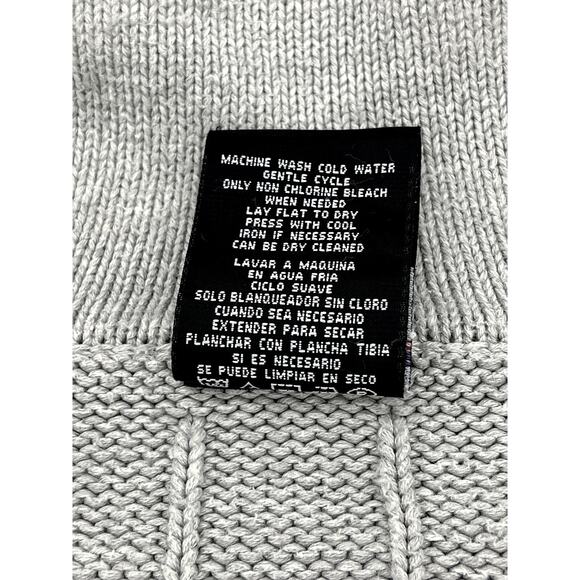 MACHINE WASH COLD WATER
GENTLE CYCLE
ONLY NON CHLORINE BLEACH
WHEN NEEDED
LAY FLAT TO DRY
PRESS WITH COOL
IRON IF NECESSARY
CAN BE DRY CLEANED
LAVAR A MAQUINA
EN AGUA FRIA
CICLO SUAVE
SOLO BLANQUEADOR SIN CLORO
CUANDO SEA NECESARIO
EXTENDER PARA SECAR
PLANCHAR CON PLANCHA TIBIA
SI ES NECESARIO
SE PUEDE LIMPIAR EN SECO